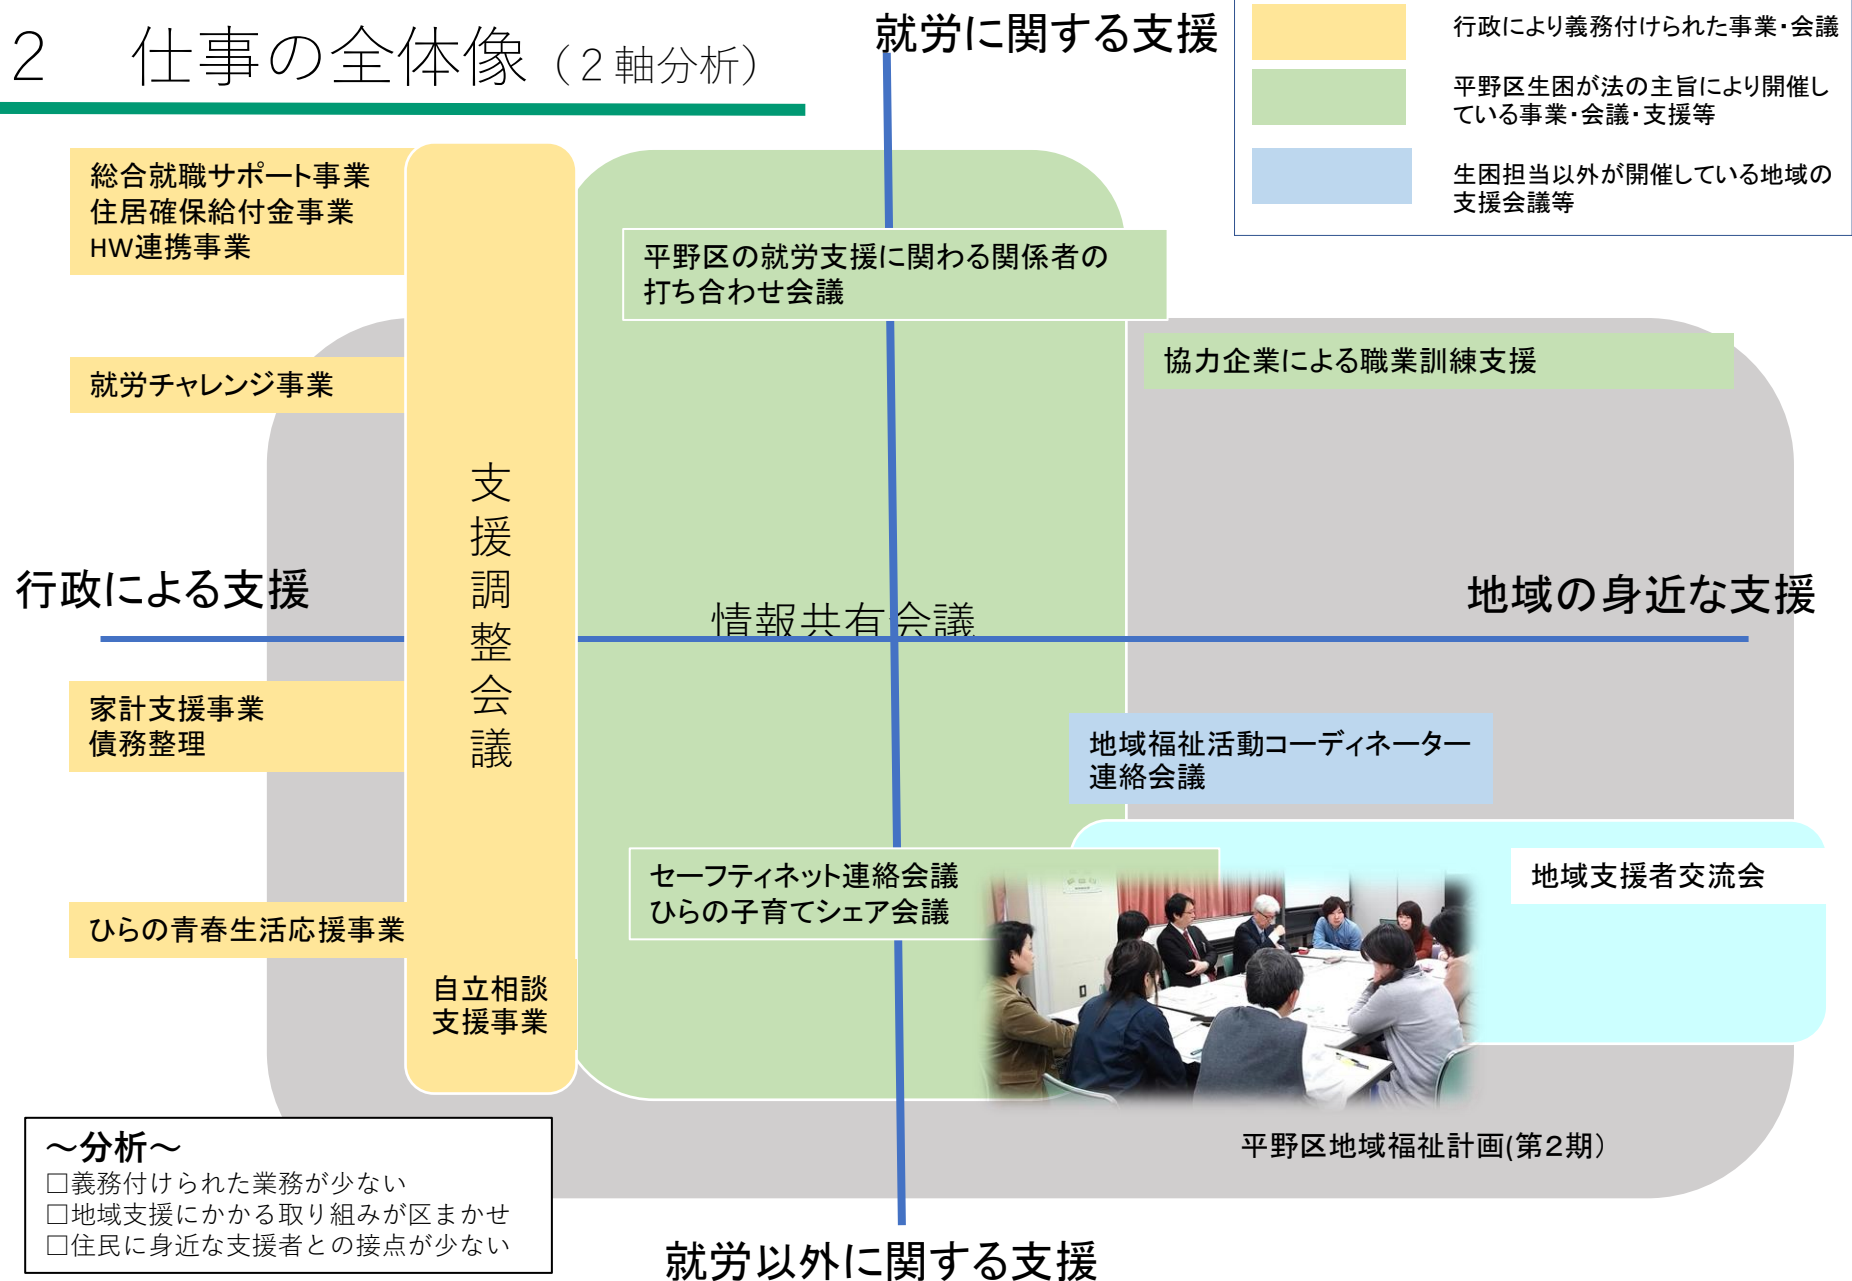 2　仕事の全体像（２軸分析）
就労に関する支援
行政により義務付けられた事業・会議
平野区生困が法の主旨により開催し
ている事業・会議・支援等
生困担当以外が開催している地域の
支援会議等
総合就職サポート事業
住居確保給付金事業
HW連携事業
平野区の就労支援に関わる関係者の
打ち合わせ会議
協力企業による職業訓練支援
就労チャレンジ事業
支援調整会議
行政による支援
地域の身近な支援
情報共有会議
家計支援事業
債務整理
地域福祉活動コーディネーター
連絡会議
セーフティネット連絡会議
ひらの子育てシェア会議
地域支援者交流会
ひらの青春生活応援事業
自立相談
支援事業
平野区地域福祉計画(第２期）
～分析～
□義務付けられた業務が少ない
□地域支援にかかる取り組みが区まかせ
□住民に身近な支援者との接点が少ない
就労以外に関する支援